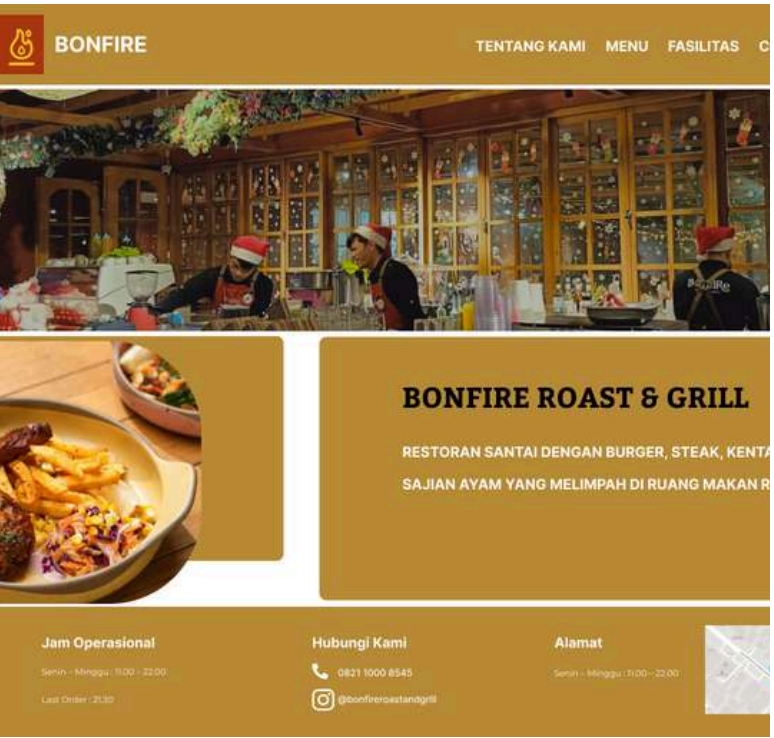 BONFIRE
TENTANG KAMI MENU FASILITAS C
BONFIRE
BONFIRE ROAST & GRILL
RESTORAN SANTAI DENGAN BURGER, STEAK, KENTA
SAJIAN AYAM YANG MELIMPAH DI RUANG MAKAN R
Jam Operasional
Senin - Minggu : 11.00 - 22.00
Last Order : 21.30
Hubungi Kami
0821 1000 8545
@bonfireroastandgrill
Alamat
Senin - Minggu : 11.00 - 22.00